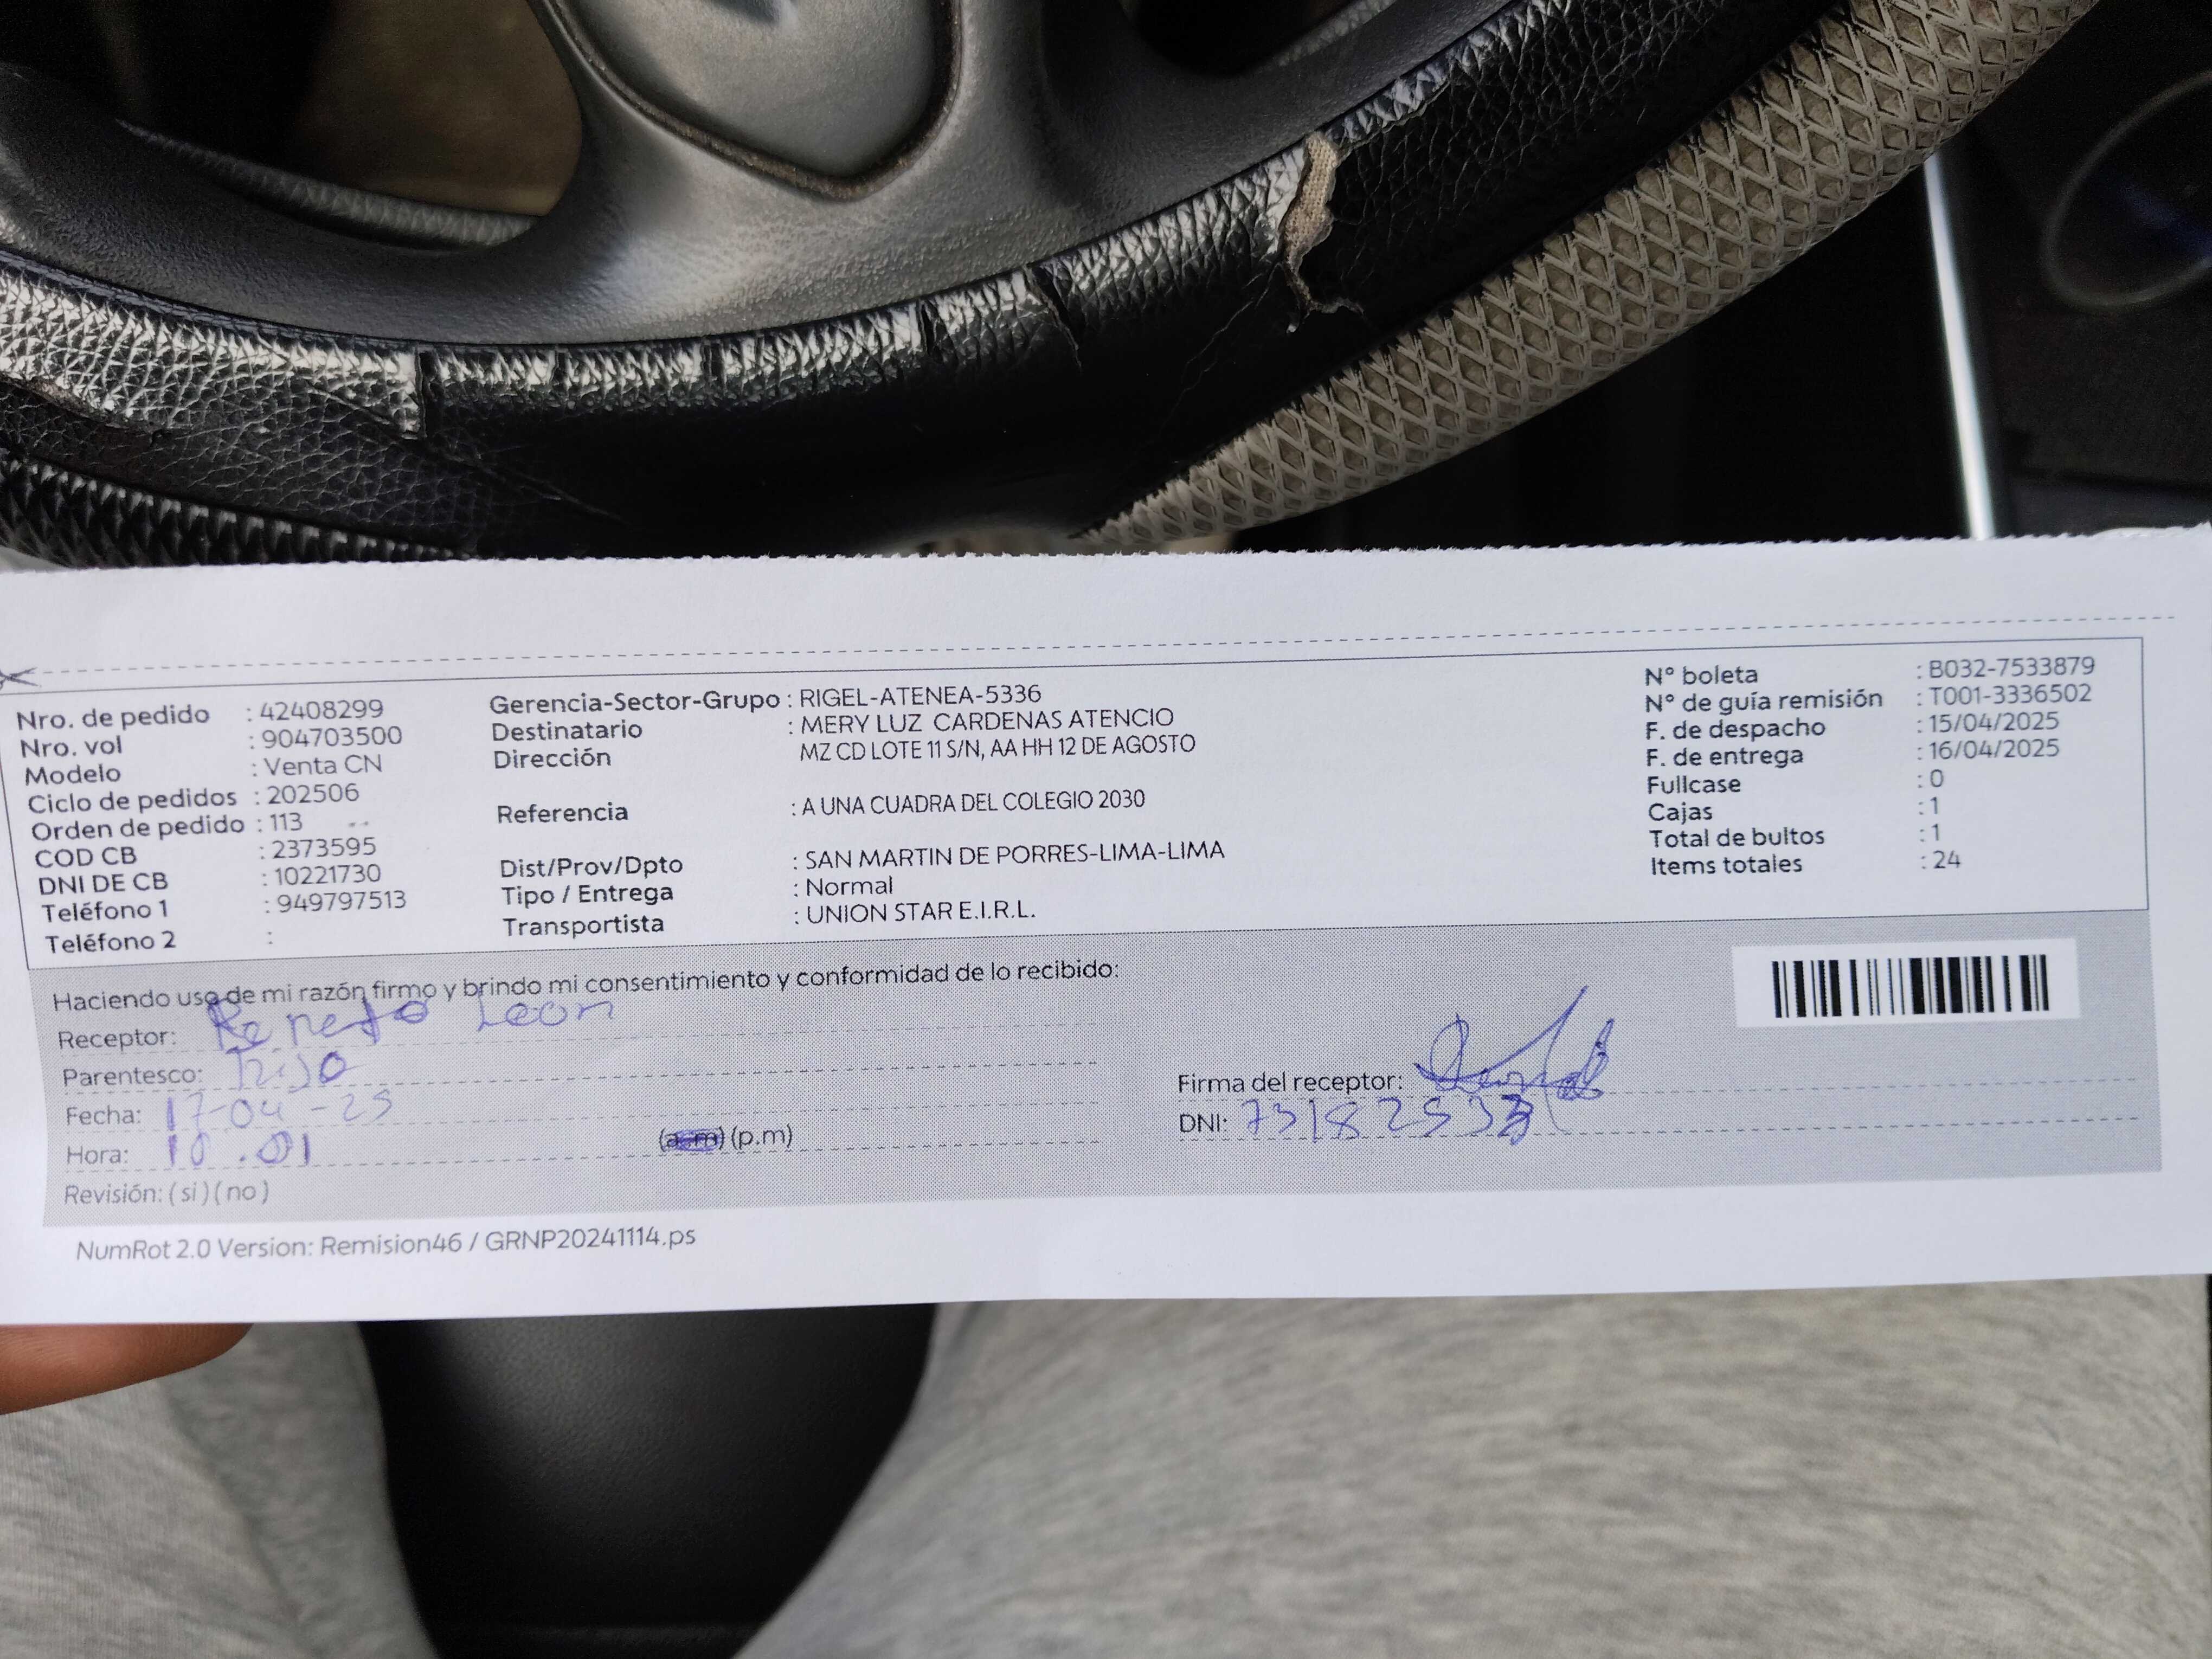 Nro. de pedido : 42408299
Nro. vol : 904703500
Modelo : Venta CN
Ciclo de pedidos : 202506
Orden de pedido : 113
COD CB : 2373595
DNI DE CB : 10221730
Teléfono 1 : 949797513
Teléfono 2 :
Gerencia-Sector-Grupo : RIGEL-ATENEA-5336
Destinatario : MERY LUZ CARDENAS ATENCIO
Dirección MZ CD LOTE 11 S/N, AA HH 12 DE AGOSTO
Referencia : A UNA CUADRA DEL COLEGIO 2030
Dist/Prov/Dpto : SAN MARTIN DE PORRES-LIMA-LIMA
Tipo / Entrega : Normal
Transportista : UNION STAR E.I.R.L.
N° boleta : B032-7533879
N° de guía remisión : T001-3336502
F. de despacho : 15/04/2025
F. de entrega : 16/04/2025
Fullcase : 0
Cajas : 1
Total de bultos : 1
Items totales : 24
Haciendo uso de mi razón firmo y brindo mi consentimiento y conformidad de lo recibido:
Receptor: Renato Leon
Parentesco: hijo
Fecha: 17-04-25
Hora: 10.01 (a.m) (p.m)
Revisión: (si) (no)
Firma del receptor:
DNI:
NumRot 2.0 Version: Remision46 / GRNP20241114.ps